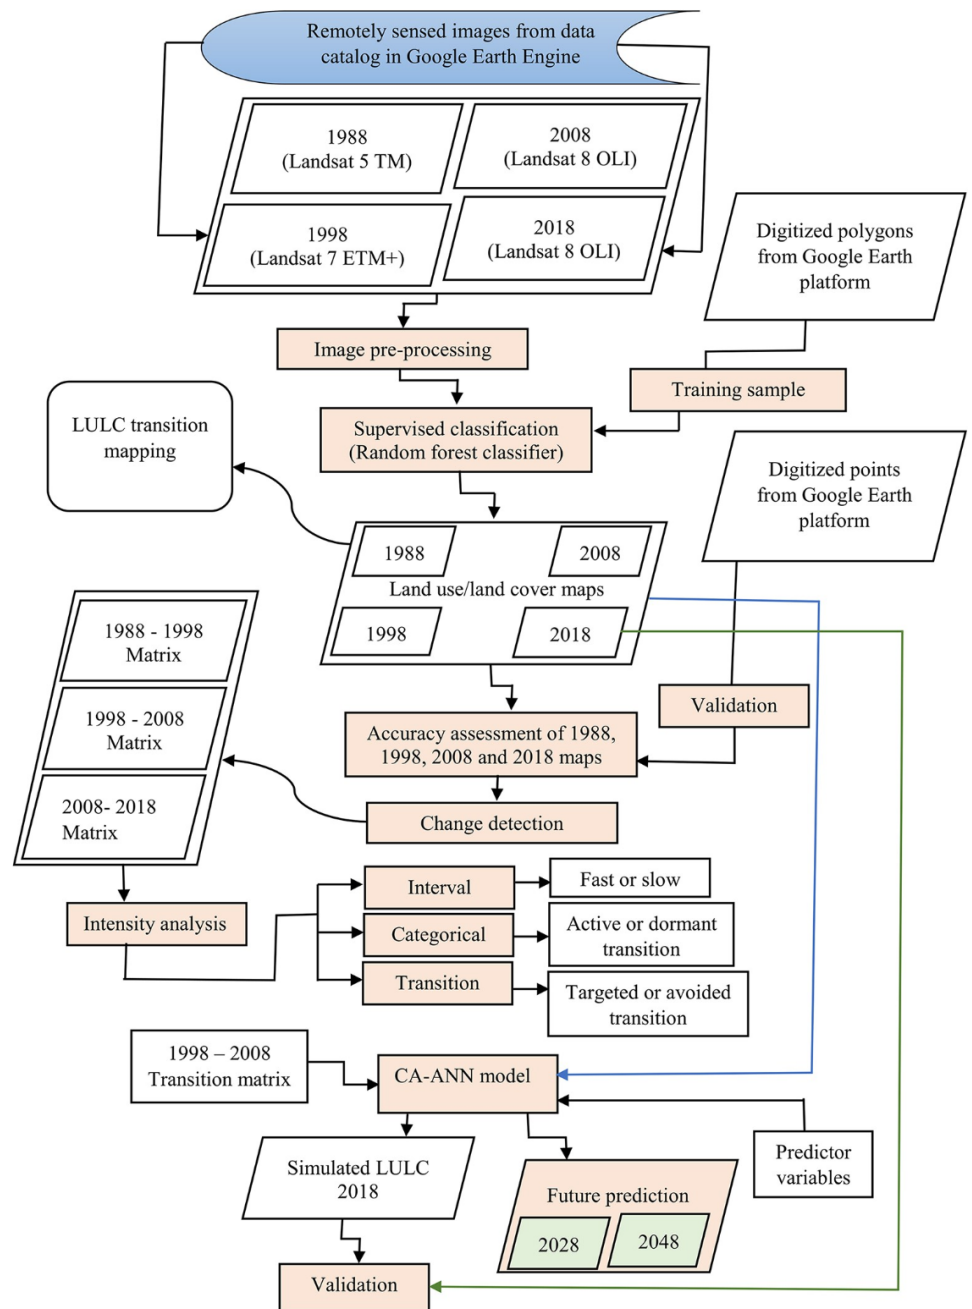 Remotely sensed images from data
catalog in Google Earth Engine
1988
(Landsat 5 TM)
2008
(Landsat 8 OLI)
1998
(Landsat 7 ETM+)
2018
(Landsat 8 OLI)
Digitized polygons
from Google Earth
platform
Image pre-processing
Training sample
LULC transition
mapping
Supervised classification
(Random forest classifier)
Digitized points
from Google Earth
platform
1988
2008
Land use/land cover maps
1998
2018
1988 - 1998
Matrix
1998 - 2008
Matrix
2008- 2018
Matrix
Validation
Accuracy assessment of 1988,
1998, 2008 and 2018 maps
Change detection
Intensity analysis
Interval
Fast or slow
Categorical
Active or dormant
transition
Transition
Targeted or avoided
transition
1998 – 2008
Transition matrix
CA-ANN model
Predictor
variables
Simulated LULC
2018
Future prediction
2028
2048
Validation